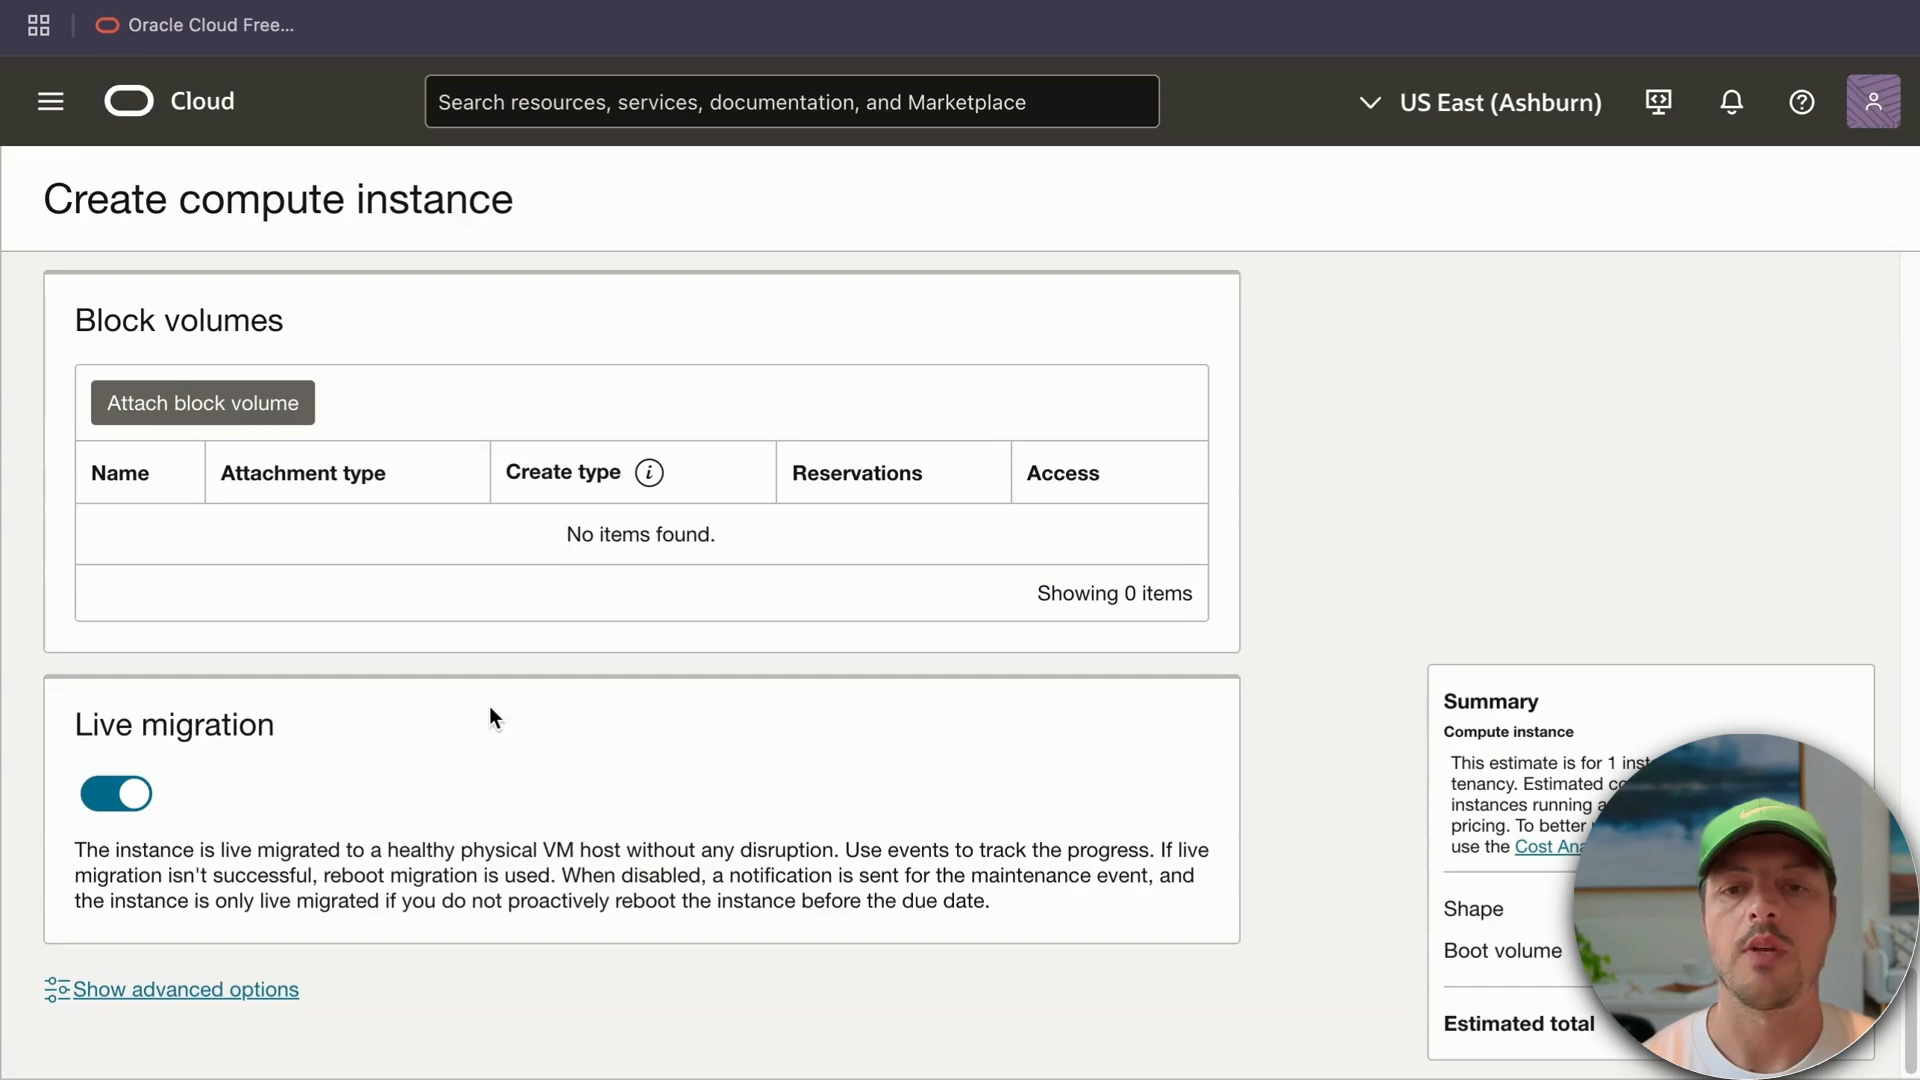 Oracle Cloud Free...
Cloud
Search resources, services, documentation, and Marketplace
US East (Ashburn)
Create compute instance
Block volumes
Attach block volume
Name
Attachment type
Create type
Reservations
Access
No items found.
Showing 0 items
Live migration
The instance is live migrated to a healthy physical VM host without any disruption. Use events to track the progress. If live
migration isn't successful, reboot migration is used. When disabled, a notification is sent for the maintenance event, and
the instance is only live migrated if you do not proactively reboot the instance before the due date.
Show advanced options
Summary
Compute instance
This estimate is for 1
tenancy. Estimated
instances running
pricing. To better
use the Cost
Shape
Boot volume
Estimated total